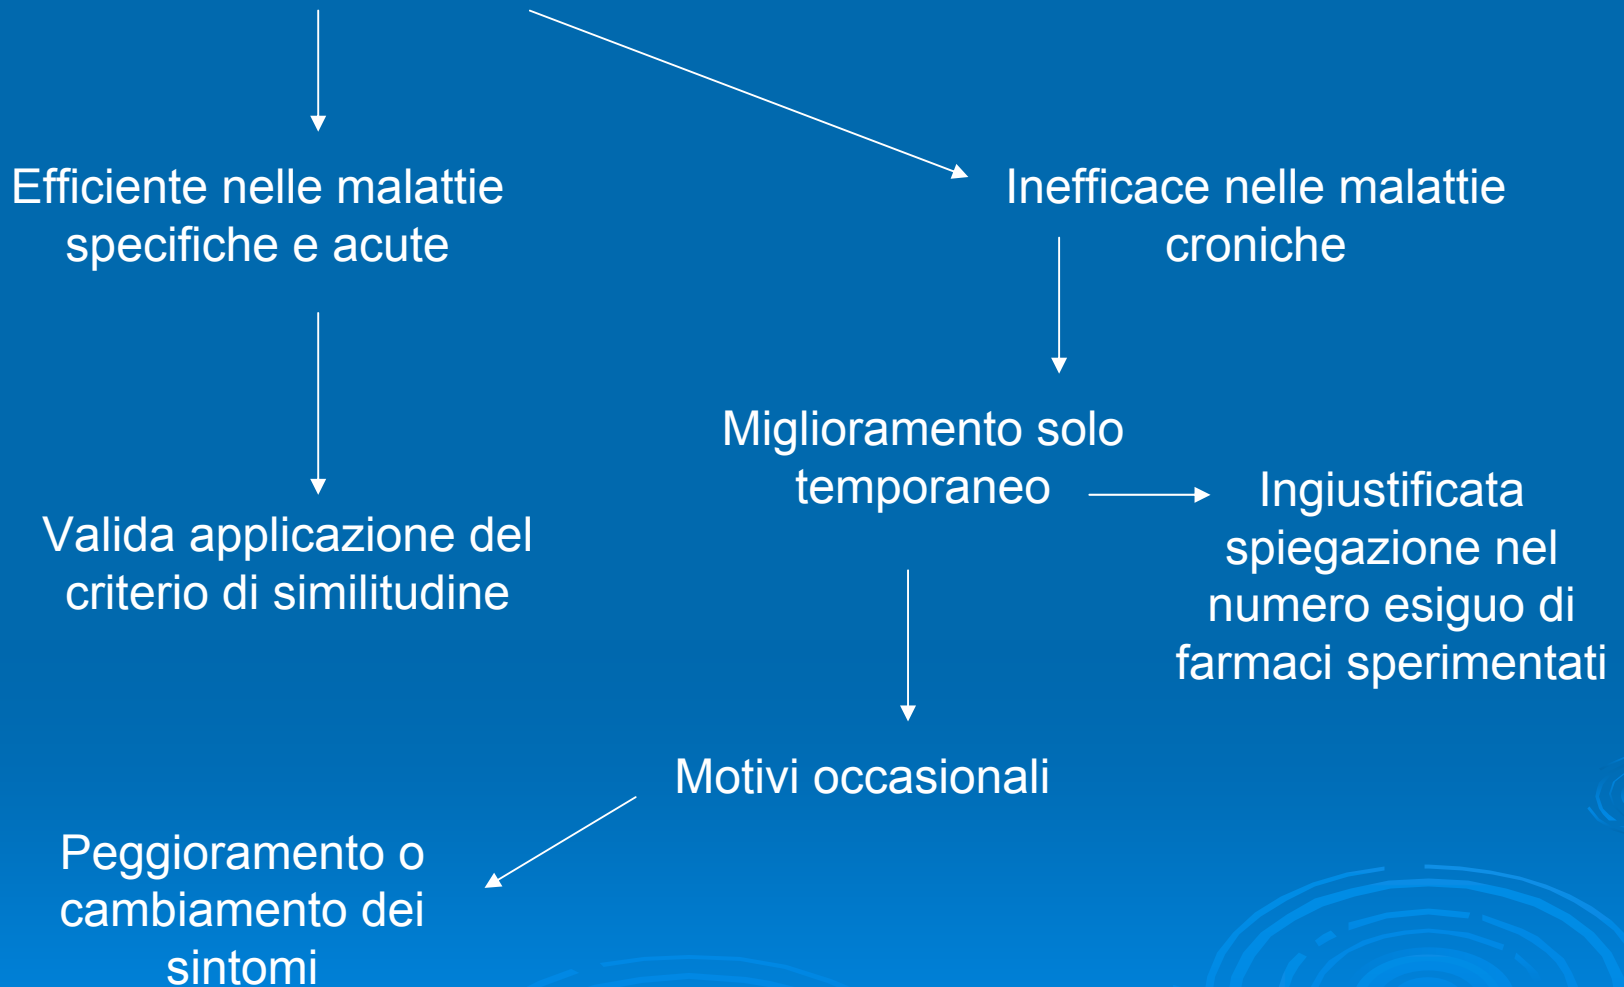 Efficiente nelle malattie
specifiche e acute
Inefficace nelle malattie
croniche
Valida applicazione del
criterio di similitudine
Miglioramento solo
temporaneo
Ingiustificata
spiegazione nel
numero esiguo di
farmaci sperimentati
Motivi occasionali
Peggioramento o
cambiamento dei
sintomi